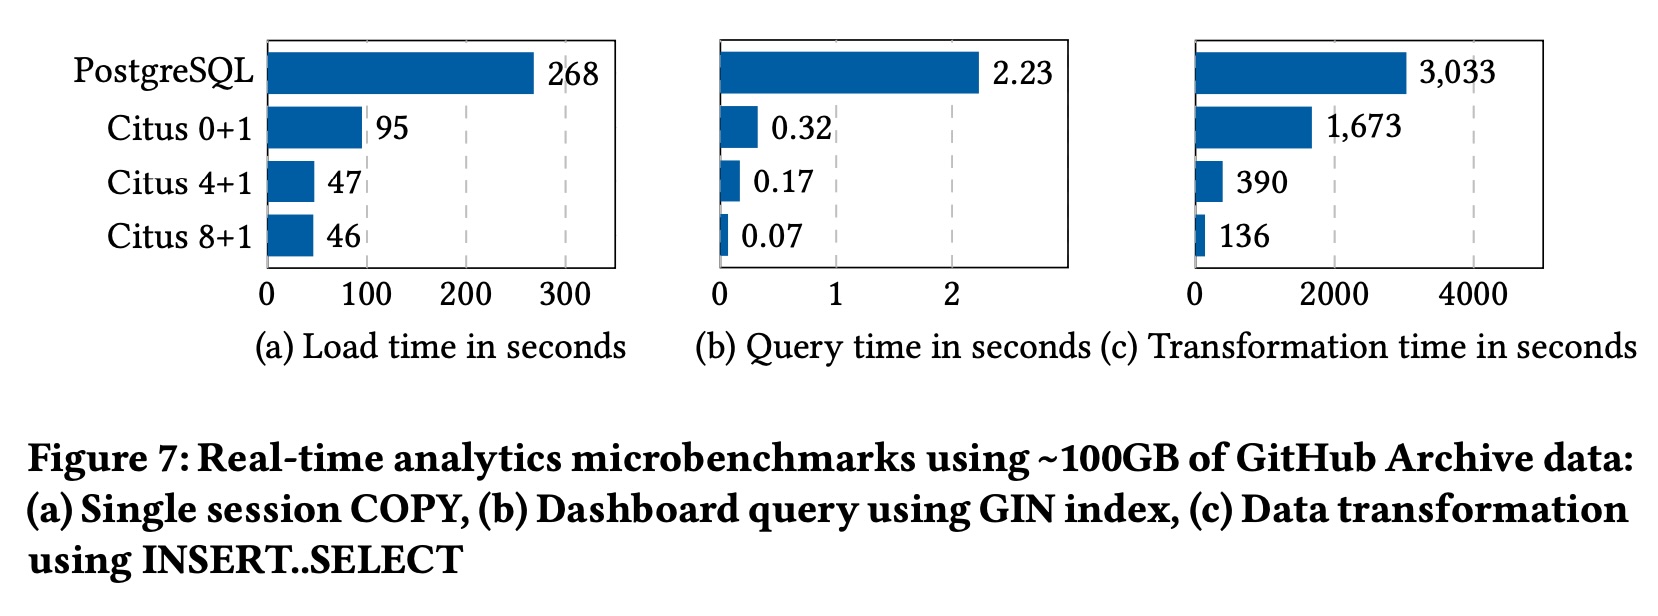 PostgreSQL 268 2.23 3,033
Citus 0+1 95 0.32 1,673
Citus 4+1 47 0.17 390
Citus 8+1 46 0.07 136
0 100 200 300 0 1 2 0 2000 4000
(a) Load time in seconds (b) Query time in seconds (c) Transformation time in seconds
Figure 7: Real-time analytics microbenchmarks using ~100GB of GitHub Archive data:
(a) Single session COPY, (b) Dashboard query using GIN index, (c) Data transformation
using INSERT..SELECT